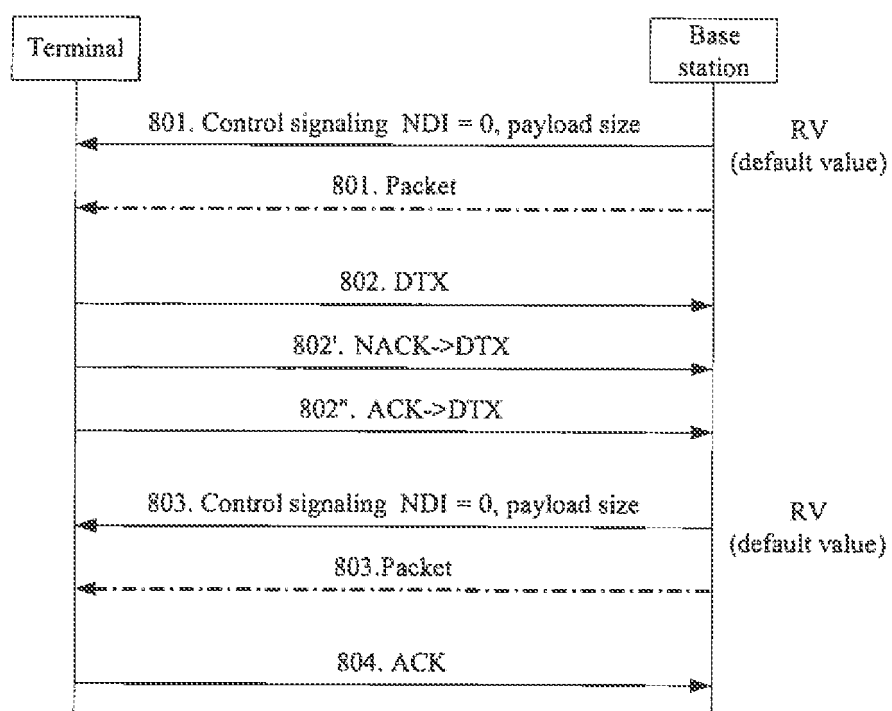 Terminal
Base
station
801. Control signaling NDI = 0, payload size
RV
(default value)
801. Packet
802. DTX
802'. NACK->DTX
802". ACK->DTX
803. Control signaling NDI = 0, payload size
RV
(default value)
803.Packet
804. ACK